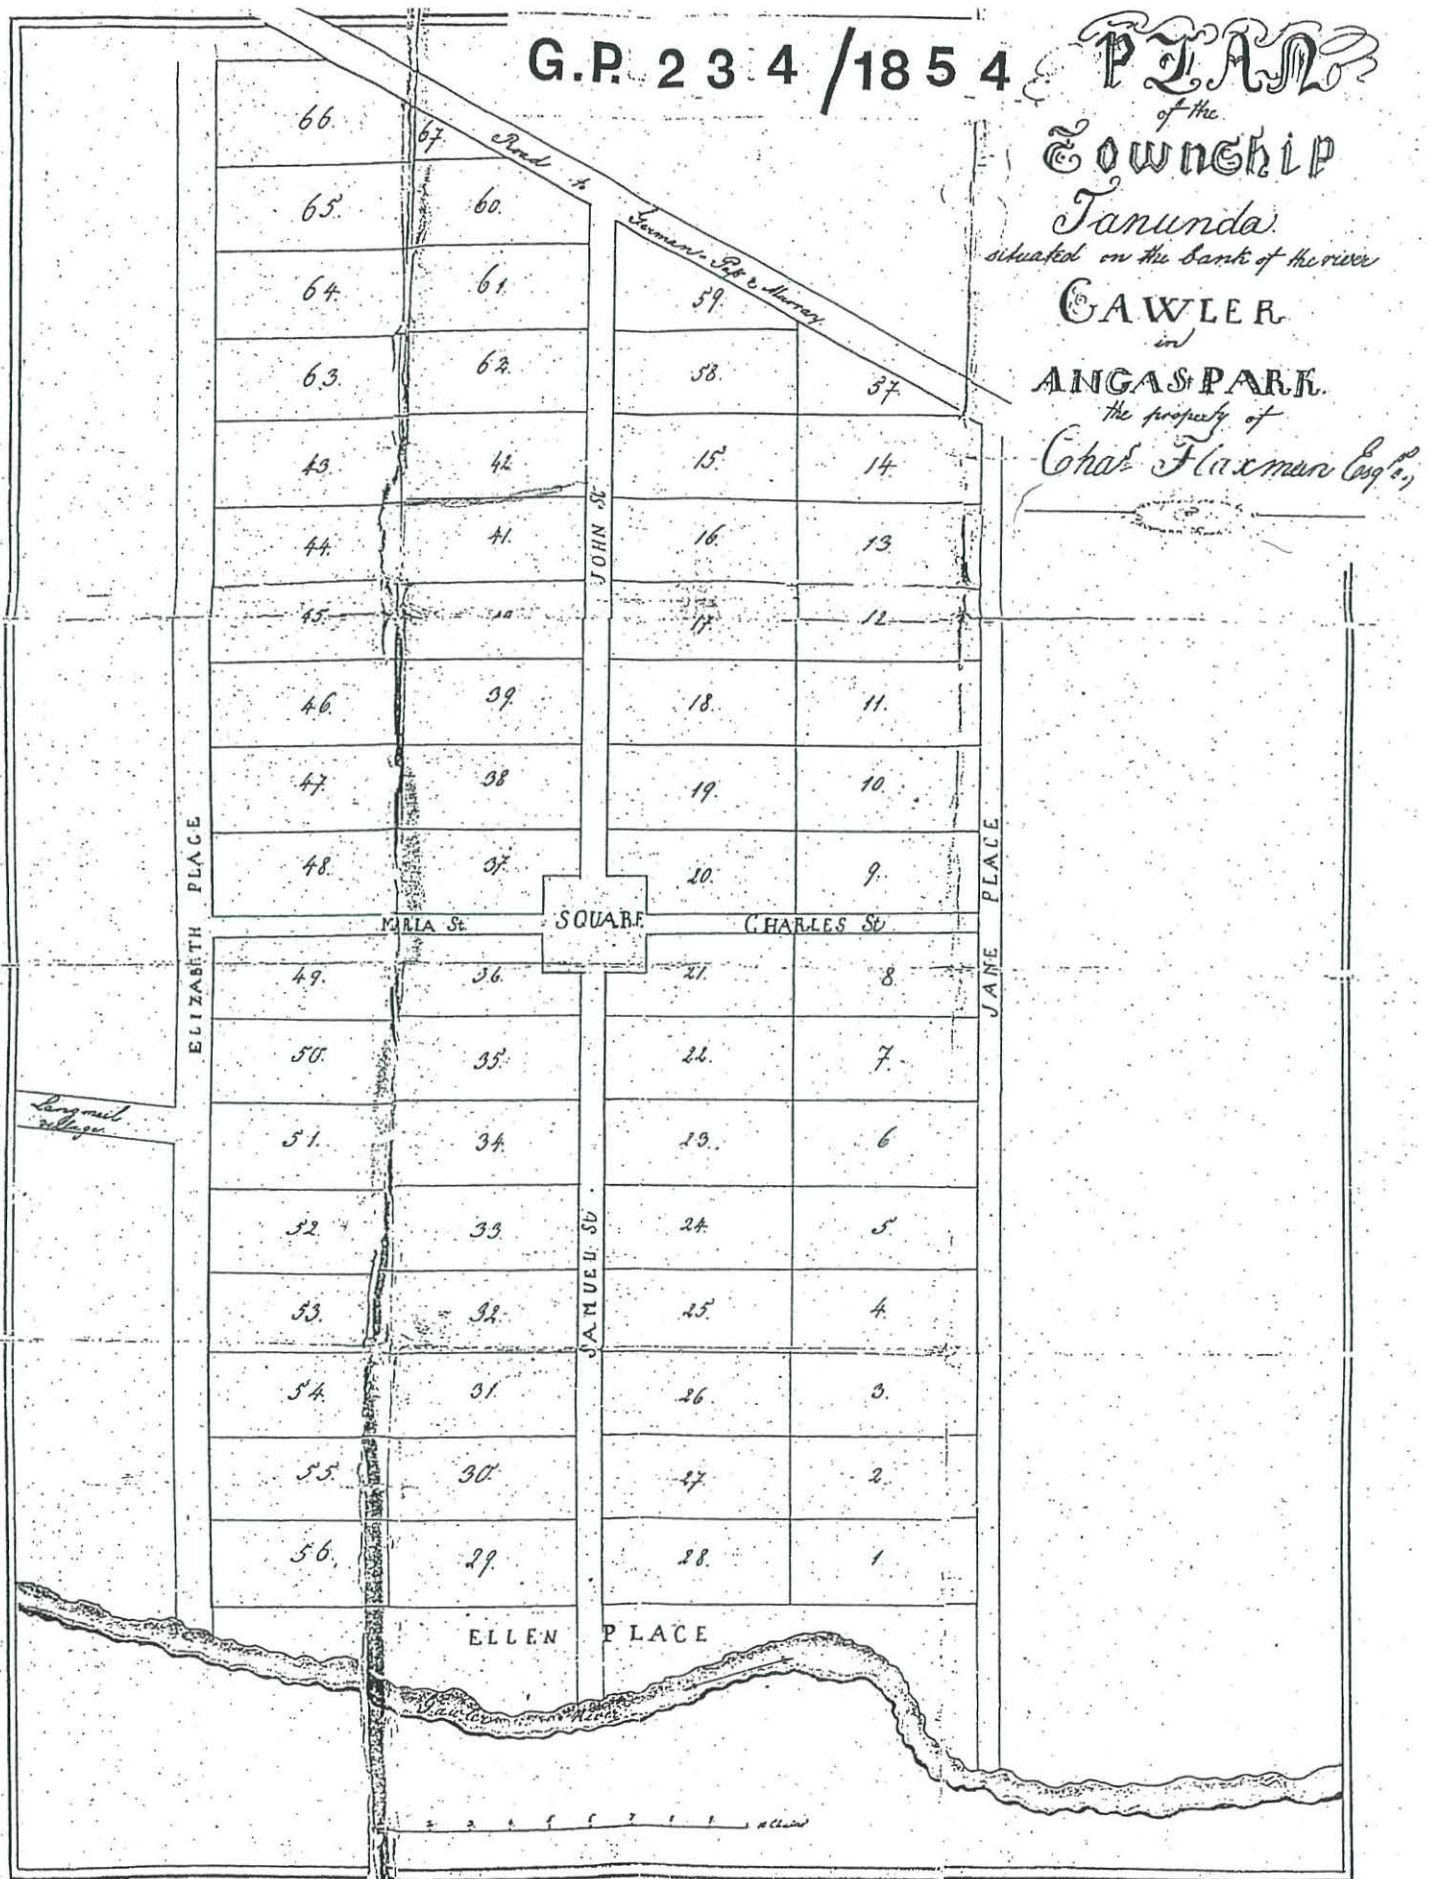 G.P. 234/1854
PLAN
of the
Township
Tanunda
situated on the bank of the river
GAWLER
in
ANGAS PARK.
the property of
Chas. Flaxman Esqre.,
Road to
German Pass & Murray
66.
67.
65.
60.
64.
61.
59.
63.
62.
58.
57.
43.
42.
15.
14.
JOHN St
44.
41.
16.
13.
45.
17.
12.
46.
39.
18.
11.
47.
38
19.
10.
48.
37.
20.
9.
ELIZABETH PLACE
JANE PLACE
MARIA St.
SQUARE
CHARLES St
49.
36.
21.
8.
50.
35.
22.
7.
Langmeil
village
51.
34.
23.
6
52.
33
24.
5.
SAMUEL St.
53.
32.
25.
4.
54.
31.
26.
3.
55.
30.
27.
2.
56.
29.
28.
1.
ELLEN PLACE
Gawler River